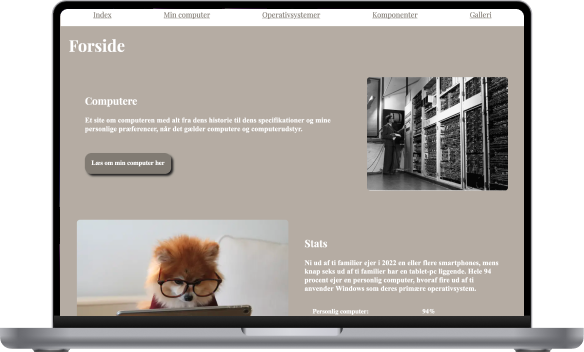 Index Min computer Operativsystemer Komponenter Galleri
Forside
Computere
Et site om computeren med alt fra dens historie til dens specifikationer og mine
personlige præferencer, når det gælder computere og computerudstyr.
Læs om min computer her
Stats
Ni ud af ti familier ejer i 2022 en eller flere smartphones, mens
knap seks ud af ti familier har en tablet-pc liggende. Hele 94
procent ejer en personlig computer, hvoraf fire ud af ti
anvender Windows som deres primære operativsystem.
Personlig computer: 94%